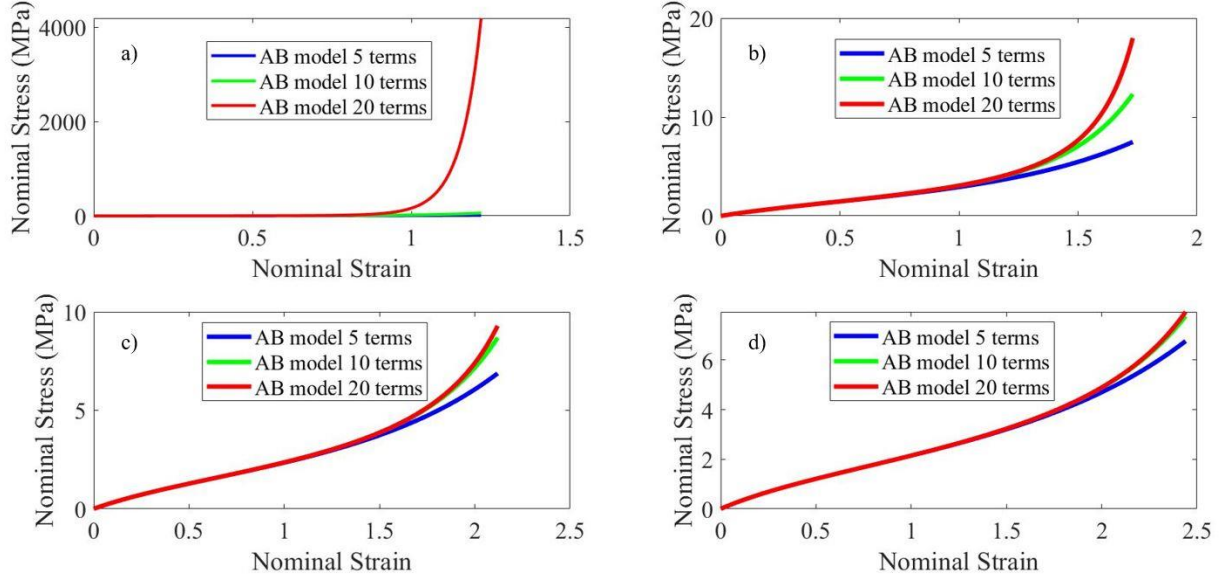 a)
Nominal Stress (MPa)
4000
2000
0
AB model 5 terms
AB model 10 terms
AB model 20 terms
0 0.5 1 1.5
Nominal Strain
b)
Nominal Stress (MPa)
20
10
0
AB model 5 terms
AB model 10 terms
AB model 20 terms
0 0.5 1 1.5 2
Nominal Strain
c)
Nominal Stress (MPa)
10
5
0
AB model 5 terms
AB model 10 terms
AB model 20 terms
0 0.5 1 1.5 2 2.5
Nominal Strain
d)
Nominal Stress (MPa)
6
4
2
0
AB model 5 terms
AB model 10 terms
AB model 20 terms
0 0.5 1 1.5 2 2.5
Nominal Strain